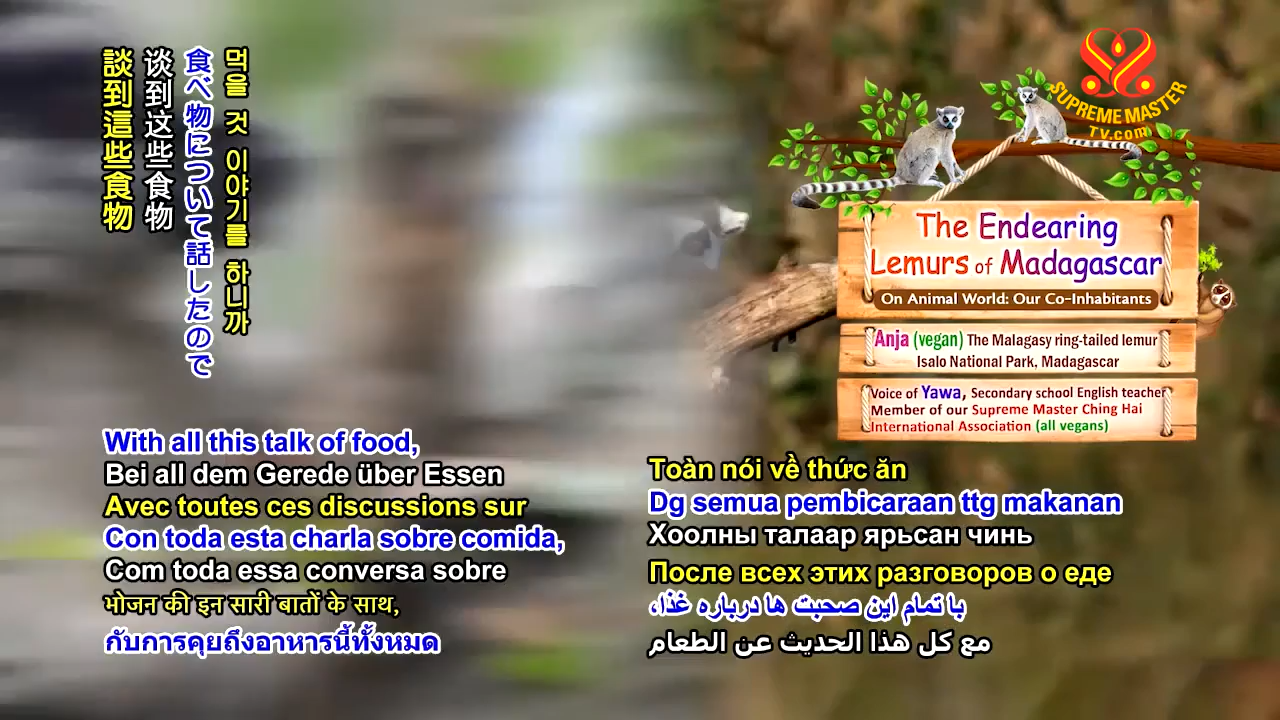 談到這些食物
谈到这些食物
食べ物について話したので
먹을 것 이야기를 하니까
SUPREME MASTER
TV.com
The Endearing
Lemurs of Madagascar
On Animal World: Our Co-Inhabitants
Anja (vegan) The Malagasy ring-tailed lemur
Isalo National Park, Madagascar
Voice of Yawa, Secondary school English teacher
Member of our Supreme Master Ching Hai
International Association (all vegans)
With all this talk of food,
Bei all dem Gerede über Essen
Avec toutes ces discussions sur
Con toda esta charla sobre comida,
Com toda essa conversa sobre
भोजन की इन सारी बातों के साथ,
กับการคุยถึงอาหารนี้ทั้งหมด
Toàn nói về thức ăn
Dg semua pembicaraan ttg makanan
Хоолны талаар ярьсан чинь
После всех этих разговоров о еде
با تمام این صحبت ها درباره غذا،
مع كل هذا الحديث عن الطعام